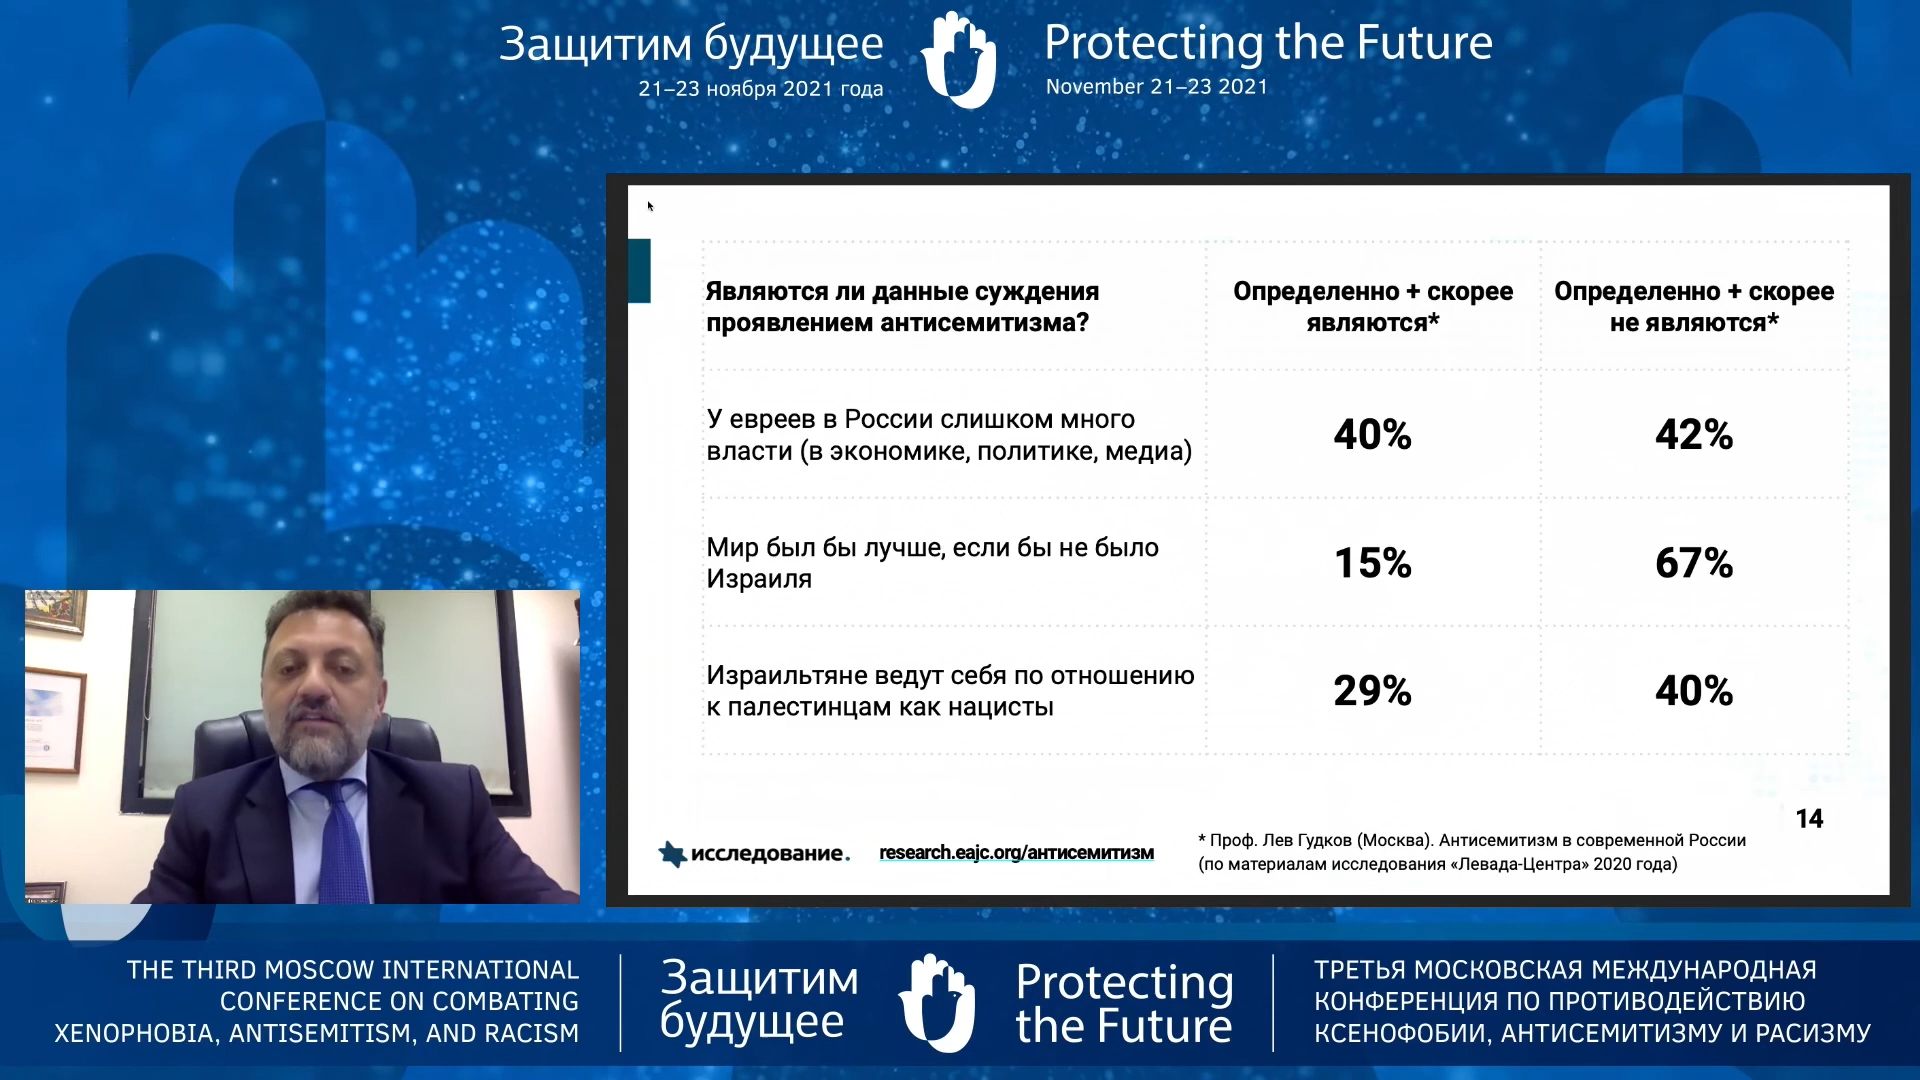 Защитим будущее
21–23 ноября 2021 года
Protecting the Future
November 21–23 2021
Являются ли данные суждения
проявлением антисемитизма?
Определенно + скорее
являются*
Определенно + скорее
не являются*
У евреев в России слишком много
власти (в экономике, политике, медиа)
40%
42%
Мир был бы лучше, если бы не было
Израиля
15%
67%
Израильтяне ведут себя по отношению
к палестинцам как нацисты
29%
40%
14
исследование.
research.eajc.org/антисемитизм
* Проф. Лев Гудков (Москва). Антисемитизм в современной России
(по материалам исследования «Левада-Центра» 2020 года)
THE THIRD MOSCOW INTERNATIONAL
CONFERENCE ON COMBATING
XENOPHOBIA, ANTISEMITISM, AND RACISM
Защитим
будущее
Protecting
the Future
ТРЕТЬЯ МОСКОВСКАЯ МЕЖДУНАРОДНАЯ
КОНФЕРЕНЦИЯ ПО ПРОТИВОДЕЙСТВИЮ
КСЕНОФОБИИ, АНТИСЕМИТИЗМУ И РАСИЗМУ